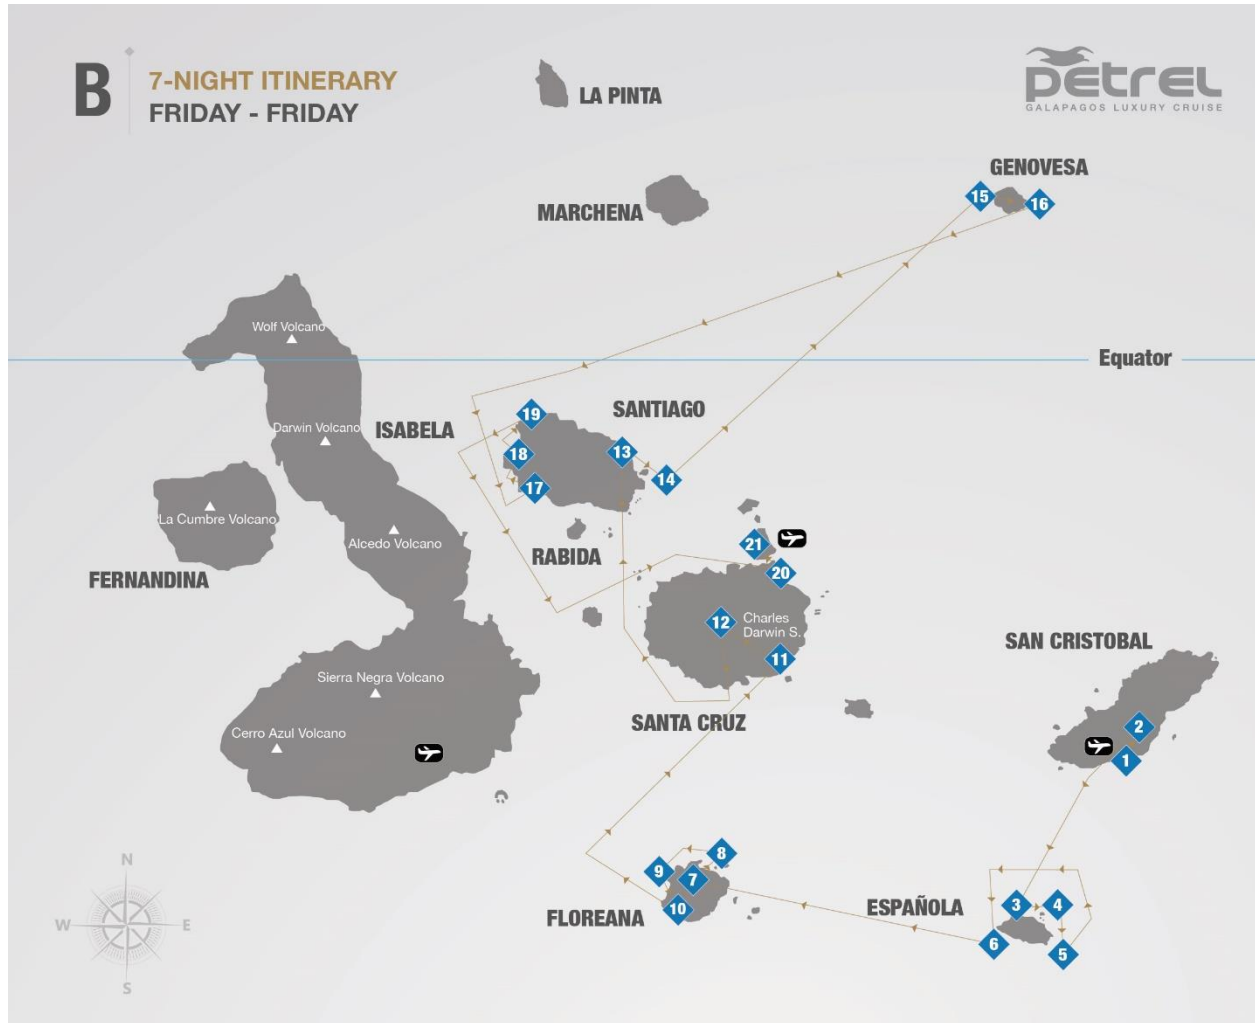 B
7-NIGHT ITINERARY
FRIDAY - FRIDAY
PETREL
GALAPAGOS LUXURY CRUISE
LA PINTA
GENOVESA
15
16
MARCHENA
Wolf Volcano
Equator
19
SANTIAGO
Darwin Volcano
ISABELA
18
13
14
17
La Cumbre Volcano
Alcedo Volcano
RABIDA
21
20
FERNANDINA
12
Charles
Darwin S.
11
SAN CRISTOBAL
Sierra Negra Volcano
SANTA CRUZ
2
Cerro Azul Volcano
1
8
9
7
10
FLOREANA
ESPAÑOLA
3
4
6
5
N
W
E
S